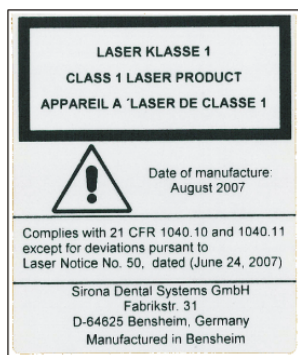 LASER KLASSE 1
CLASS 1 LASER PRODUCT
APPAREIL A ´LASER DE CLASSE 1
Date of manufacture:
August 2007
Complies with 21 CFR 1040.10 and 1040.11
except for deviations pursuant to
Laser Notice No. 50, dated (June 24, 2007)
Sirona Dental Systems GmbH
Fabrikstr. 31
D-64625 Bensheim, Germany
Manufactured in Bensheim